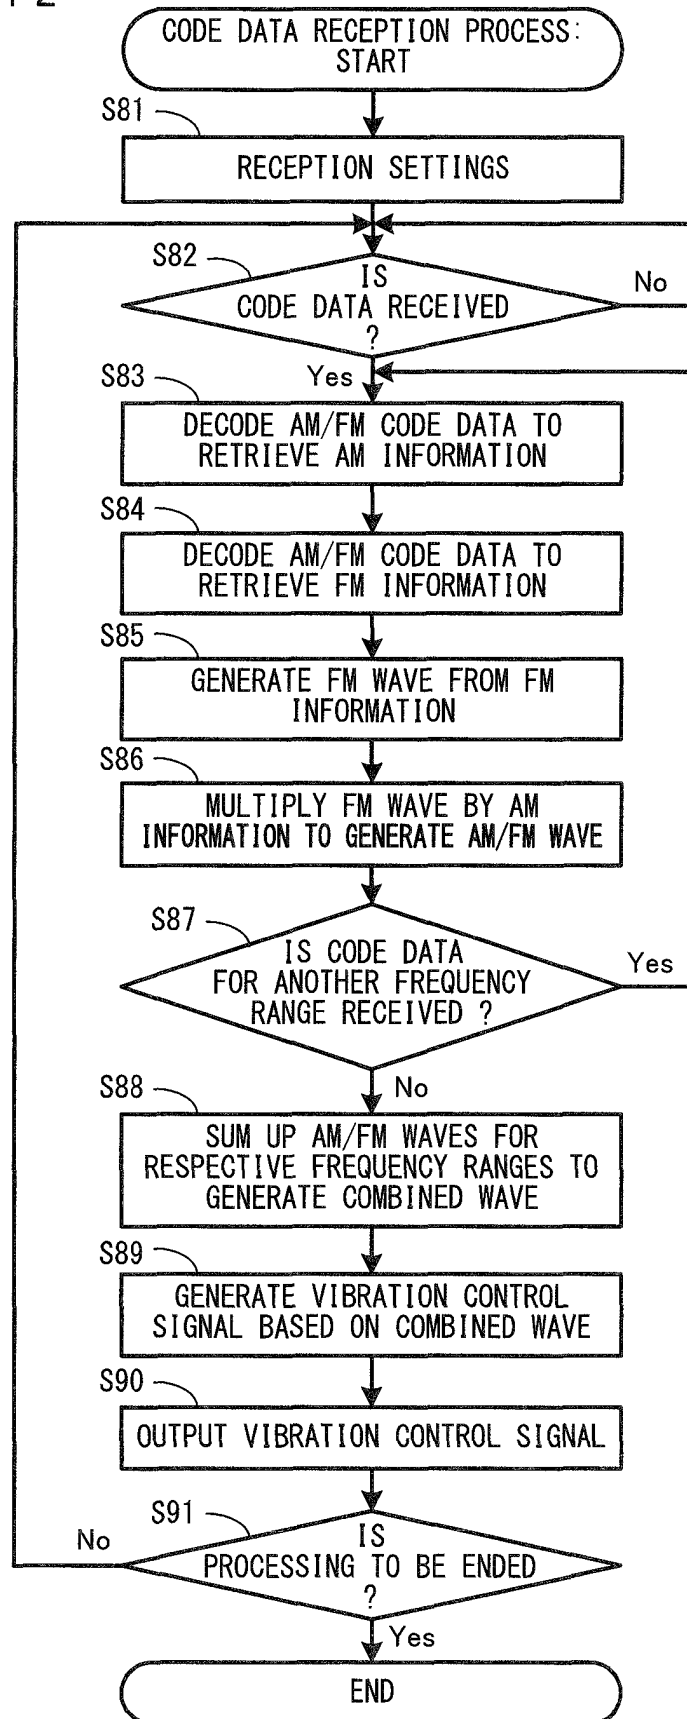 CODE DATA RECEPTION PROCESS:
START
S81
RECEPTION SETTINGS
S82
IS
CODE DATA RECEIVED
?
No
Yes
S83
DECODE AM/FM CODE DATA TO
RETRIEVE AM INFORMATION
S84
DECODE AM/FM CODE DATA TO
RETRIEVE FM INFORMATION
S85
GENERATE FM WAVE FROM FM
INFORMATION
S86
MULTIPLY FM WAVE BY AM
INFORMATION TO GENERATE AM/FM WAVE
S87
IS CODE DATA
FOR ANOTHER FREQUENCY
RANGE RECEIVED ?
Yes
No
S88
SUM UP AM/FM WAVES FOR
RESPECTIVE FREQUENCY RANGES TO
GENERATE COMBINED WAVE
S89
GENERATE VIBRATION CONTROL
SIGNAL BASED ON COMBINED WAVE
S90
OUTPUT VIBRATION CONTROL SIGNAL
S91
IS
PROCESSING TO BE ENDED
?
No
Yes
END